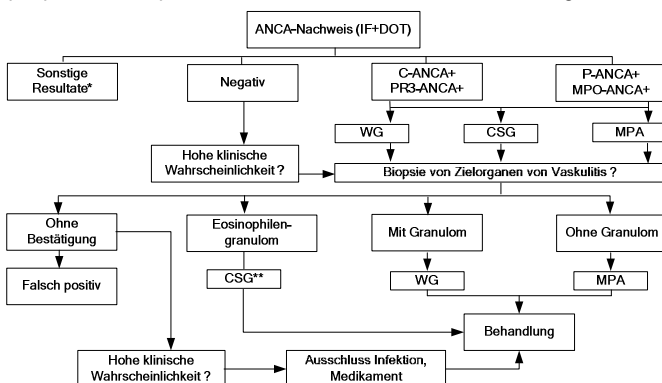 ANCA-Nachweis (IF+DOT)
Sonstige
Resultate*
Negativ
C-ANCA+
PR3-ANCA+
P-ANCA+
MPO-ANCA+
WG
CSG
MPA
Hohe klinische
Wahrscheinlichkeit ?
Biopsie von Zielorganen von Vaskulitis ?
Ohne
Bestätigung
Eosinophilen-
granulom
Mit Granulom
Ohne Granulom
Falsch positiv
CSG**
WG
MPA
Behandlung
Hohe klinische
Wahrscheinlichkeit ?
Ausschluss Infektion,
Medikament